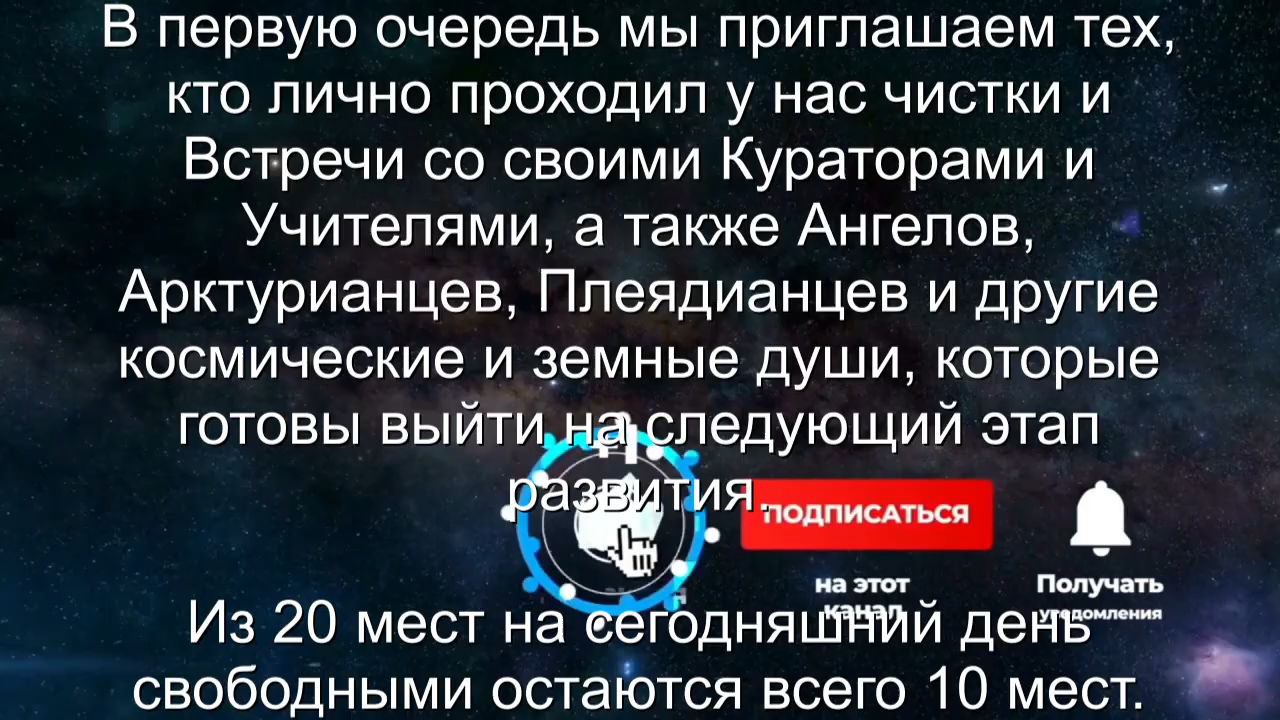 В первую очередь мы приглашаем тех,
кто лично проходил у нас чистки и
Встречи со своими Кураторами и
Учителями, а также Ангелов,
Арктурианцев, Плеядианцев и другие
космические и земные души, которые
готовы выйти на следующий этап
развития.
ПОДПИСАТЬСЯ
на этот
канал
Получать
уведомления
Из 20 мест на сегодняшний день
свободными остаются всего 10 мест.